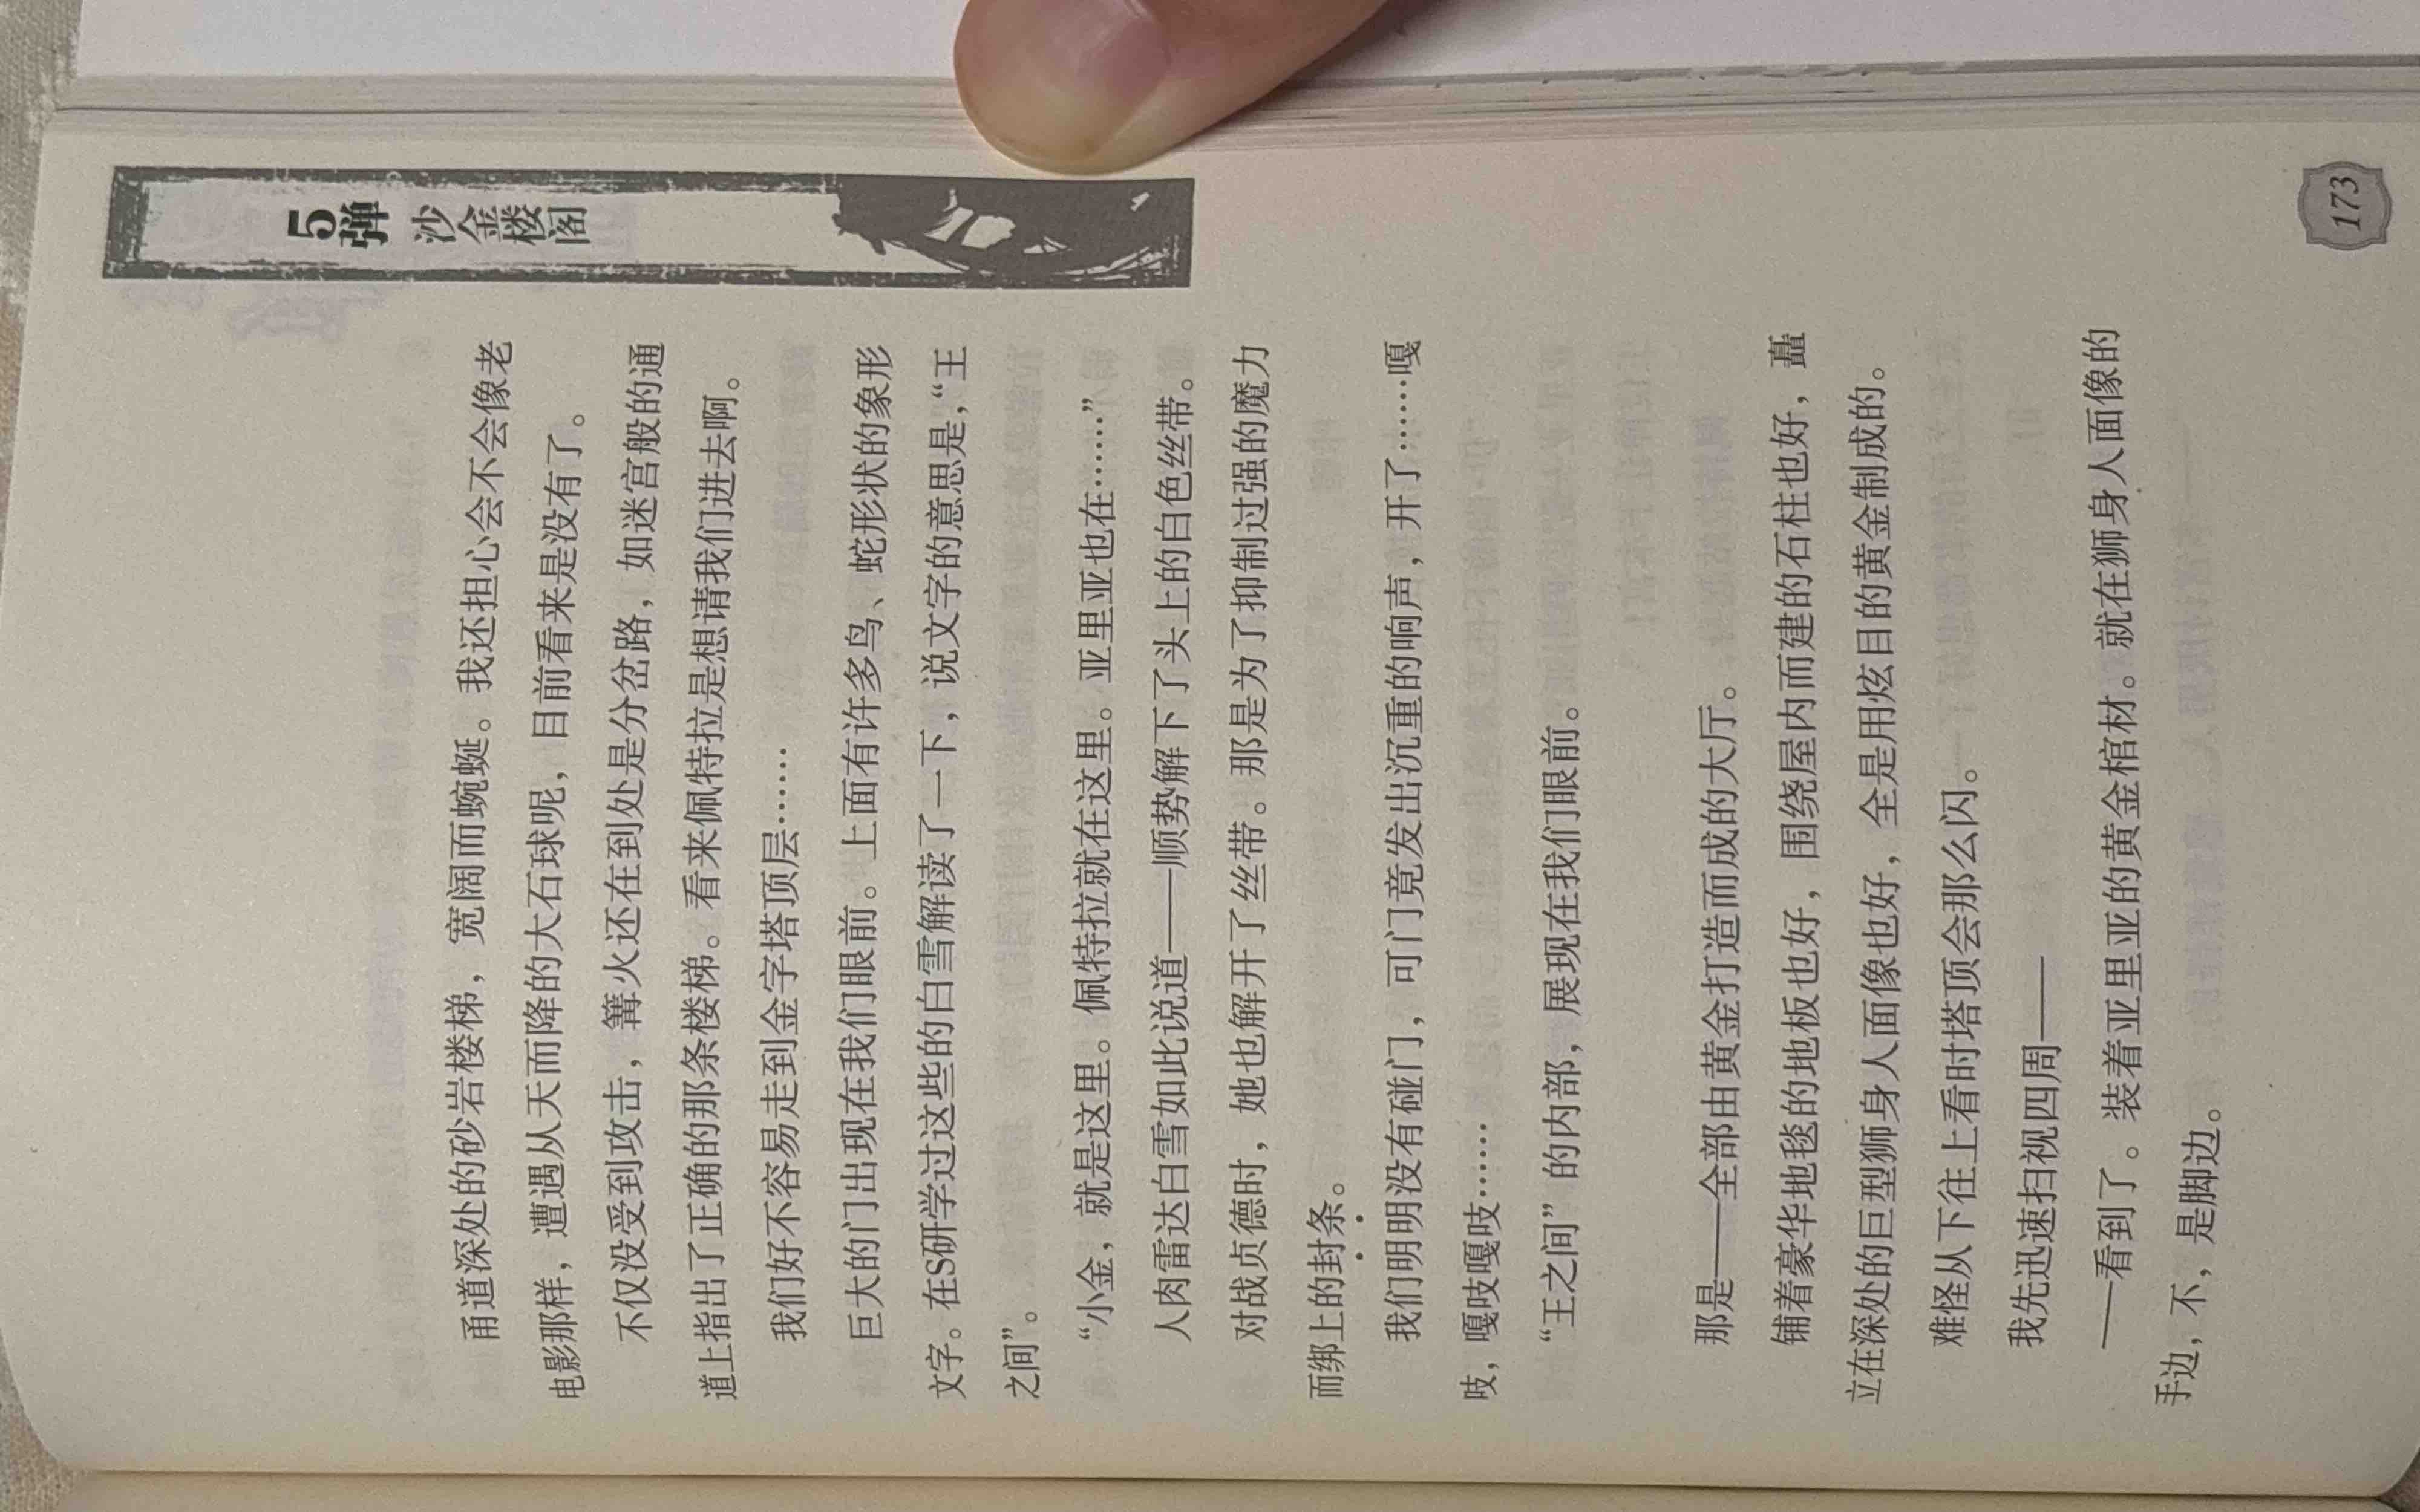 5弹 沙金楼阁
甬道深处的砂岩楼梯，宽阔而蜿蜒。我还担心会不会像老
电影那样，遭遇从天而降的大石球呢，目前看来是没有了。
不仅没受到攻击，篝火还在到处是分岔路，如迷宫般的通
道上指出了正确的那条楼梯。看来佩特拉是想请我们进去啊。
我们好不容易走到金字塔顶层……
巨大的门出现在我们眼前。上面有许多鸟、蛇形状的象形
文字。在S研学过这些的白雪解读了一下，说文字的意思是，“王
之间”。
“小金，就是这里。佩特拉就在这里。亚里亚也在……”
人肉雷达白雪如此说道——顺势解下了头上的白色丝带。
对战贞德时，她也解开了丝带。那是为了抑制过强的魔力
而绑上的封条。
我们明明没有碰门，可门竟发出沉重的响声，开了……嘎
吱，嘎吱嘎吱……
“王之间”的内部，展现在我们眼前。
那是——全部由黄金打造而成的大厅。
铺着豪华地毯的地板也好，围绕屋内而建的石柱也好，矗
立在深处的巨型狮身人面像也好，全是用炫目的黄金制成的。
难怪从下往上看时塔顶会那么闪。
我先迅速扫视四周——
——看到了。装着亚里亚的黄金棺材。就在狮身人面像的
手边，不，是脚边。
173